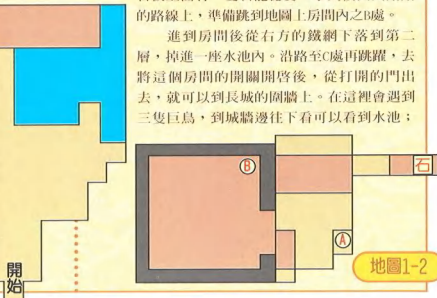 的路線上，準備跳到地圖上房間內之B處。
進到房間後從右方的鐵網下落到第二
層，掉進一座水池內。沿路至C處再跳躍，去
將這個房間的開關開啓後，從打開的門出
去，就可以到長城的圍牆上。在這裡會遇到
三隻巨鳥，到城牆邊往下看可以看到水池；
B
石
A
地圖1-2
開始